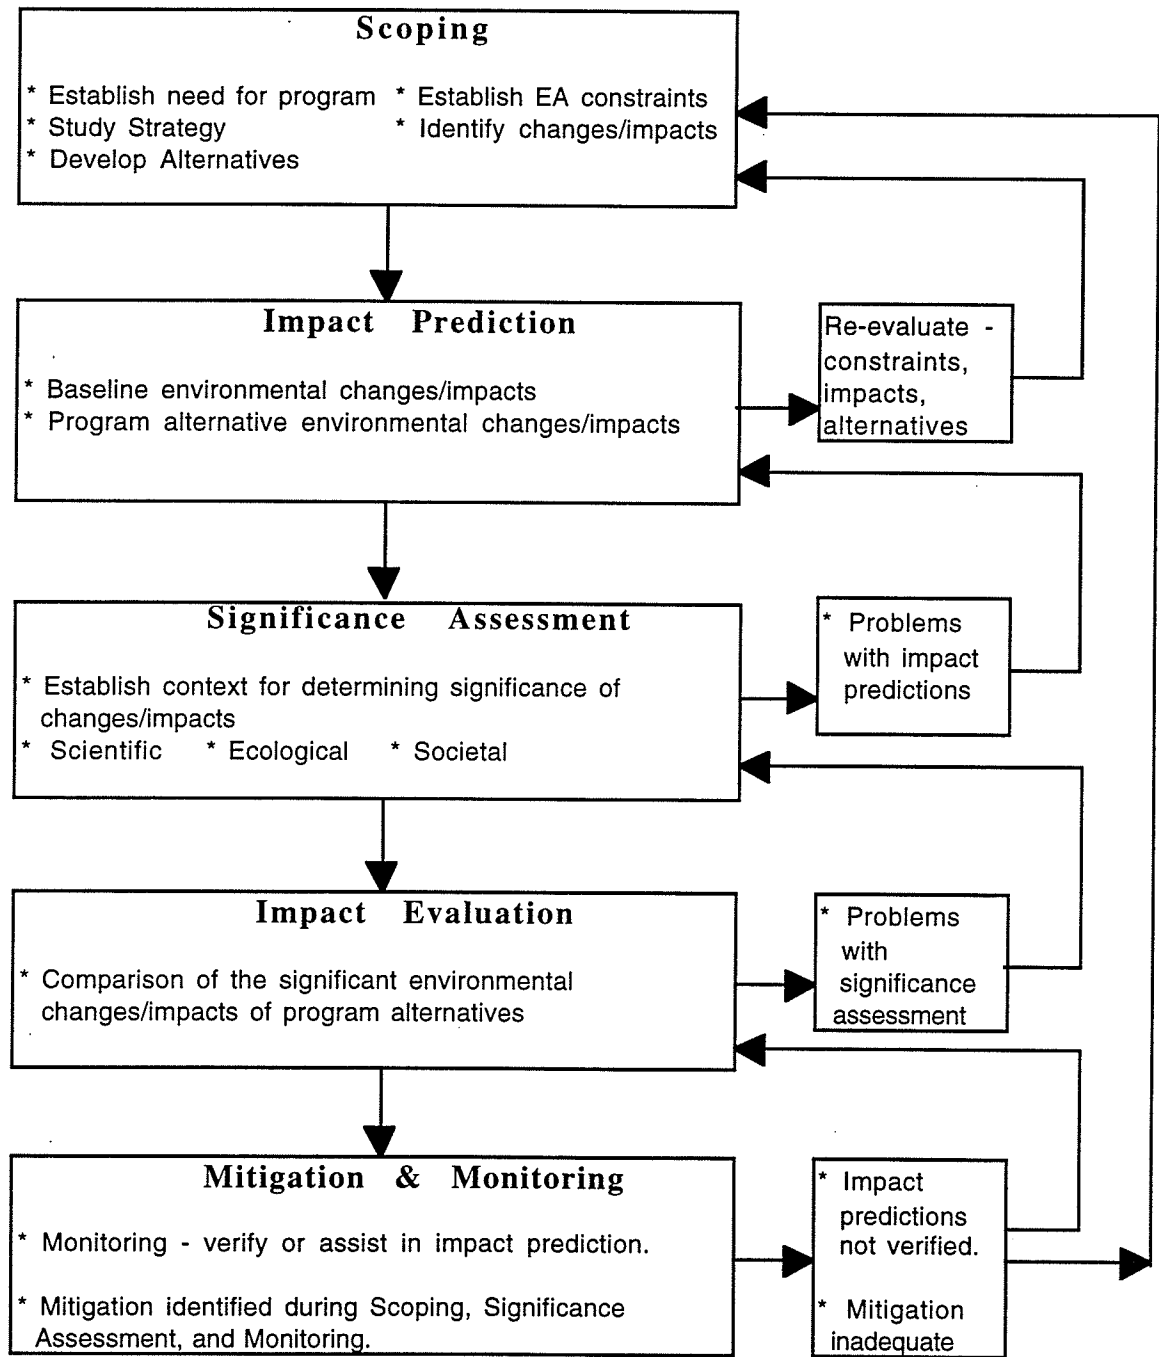 Scoping
* Establish need for program * Establish EA constraints
* Study Strategy * Identify changes/impacts
* Develop Alternatives
Impact Prediction
* Baseline environmental changes/impacts
* Program alternative environmental changes/impacts
Re-evaluate -
constraints,
impacts,
alternatives
Significance Assessment
* Establish context for determining significance of
changes/impacts
* Scientific * Ecological * Societal
* Problems
with impact
predictions
Impact Evaluation
* Comparison of the significant environmental
changes/impacts of program alternatives
* Problems
with
significance
assessment
Mitigation & Monitoring
* Monitoring - verify or assist in impact prediction.
* Mitigation identified during Scoping, Significance
Assessment, and Monitoring.
* Impact
predictions
not verified.
* Mitigation
inadequate